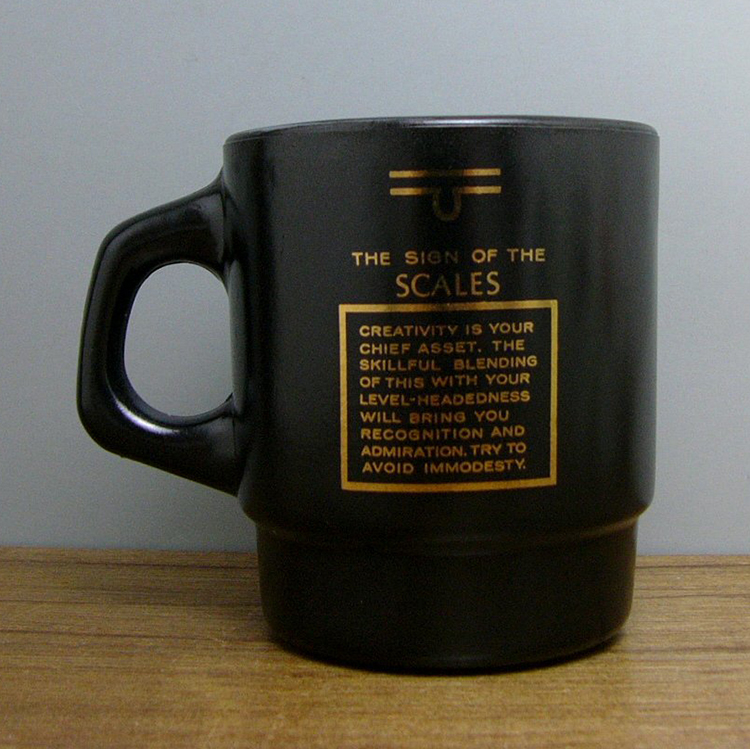 THE SIGN OF THE
SCALES
CREATIVITY IS YOUR
CHIEF ASSET. THE
SKILLFUL BLENDING
OF THIS WITH YOUR
LEVEL-HEADEDNESS
WILL BRING YOU
RECOGNITION AND
ADMIRATION. TRY TO
AVOID IMMODESTY.